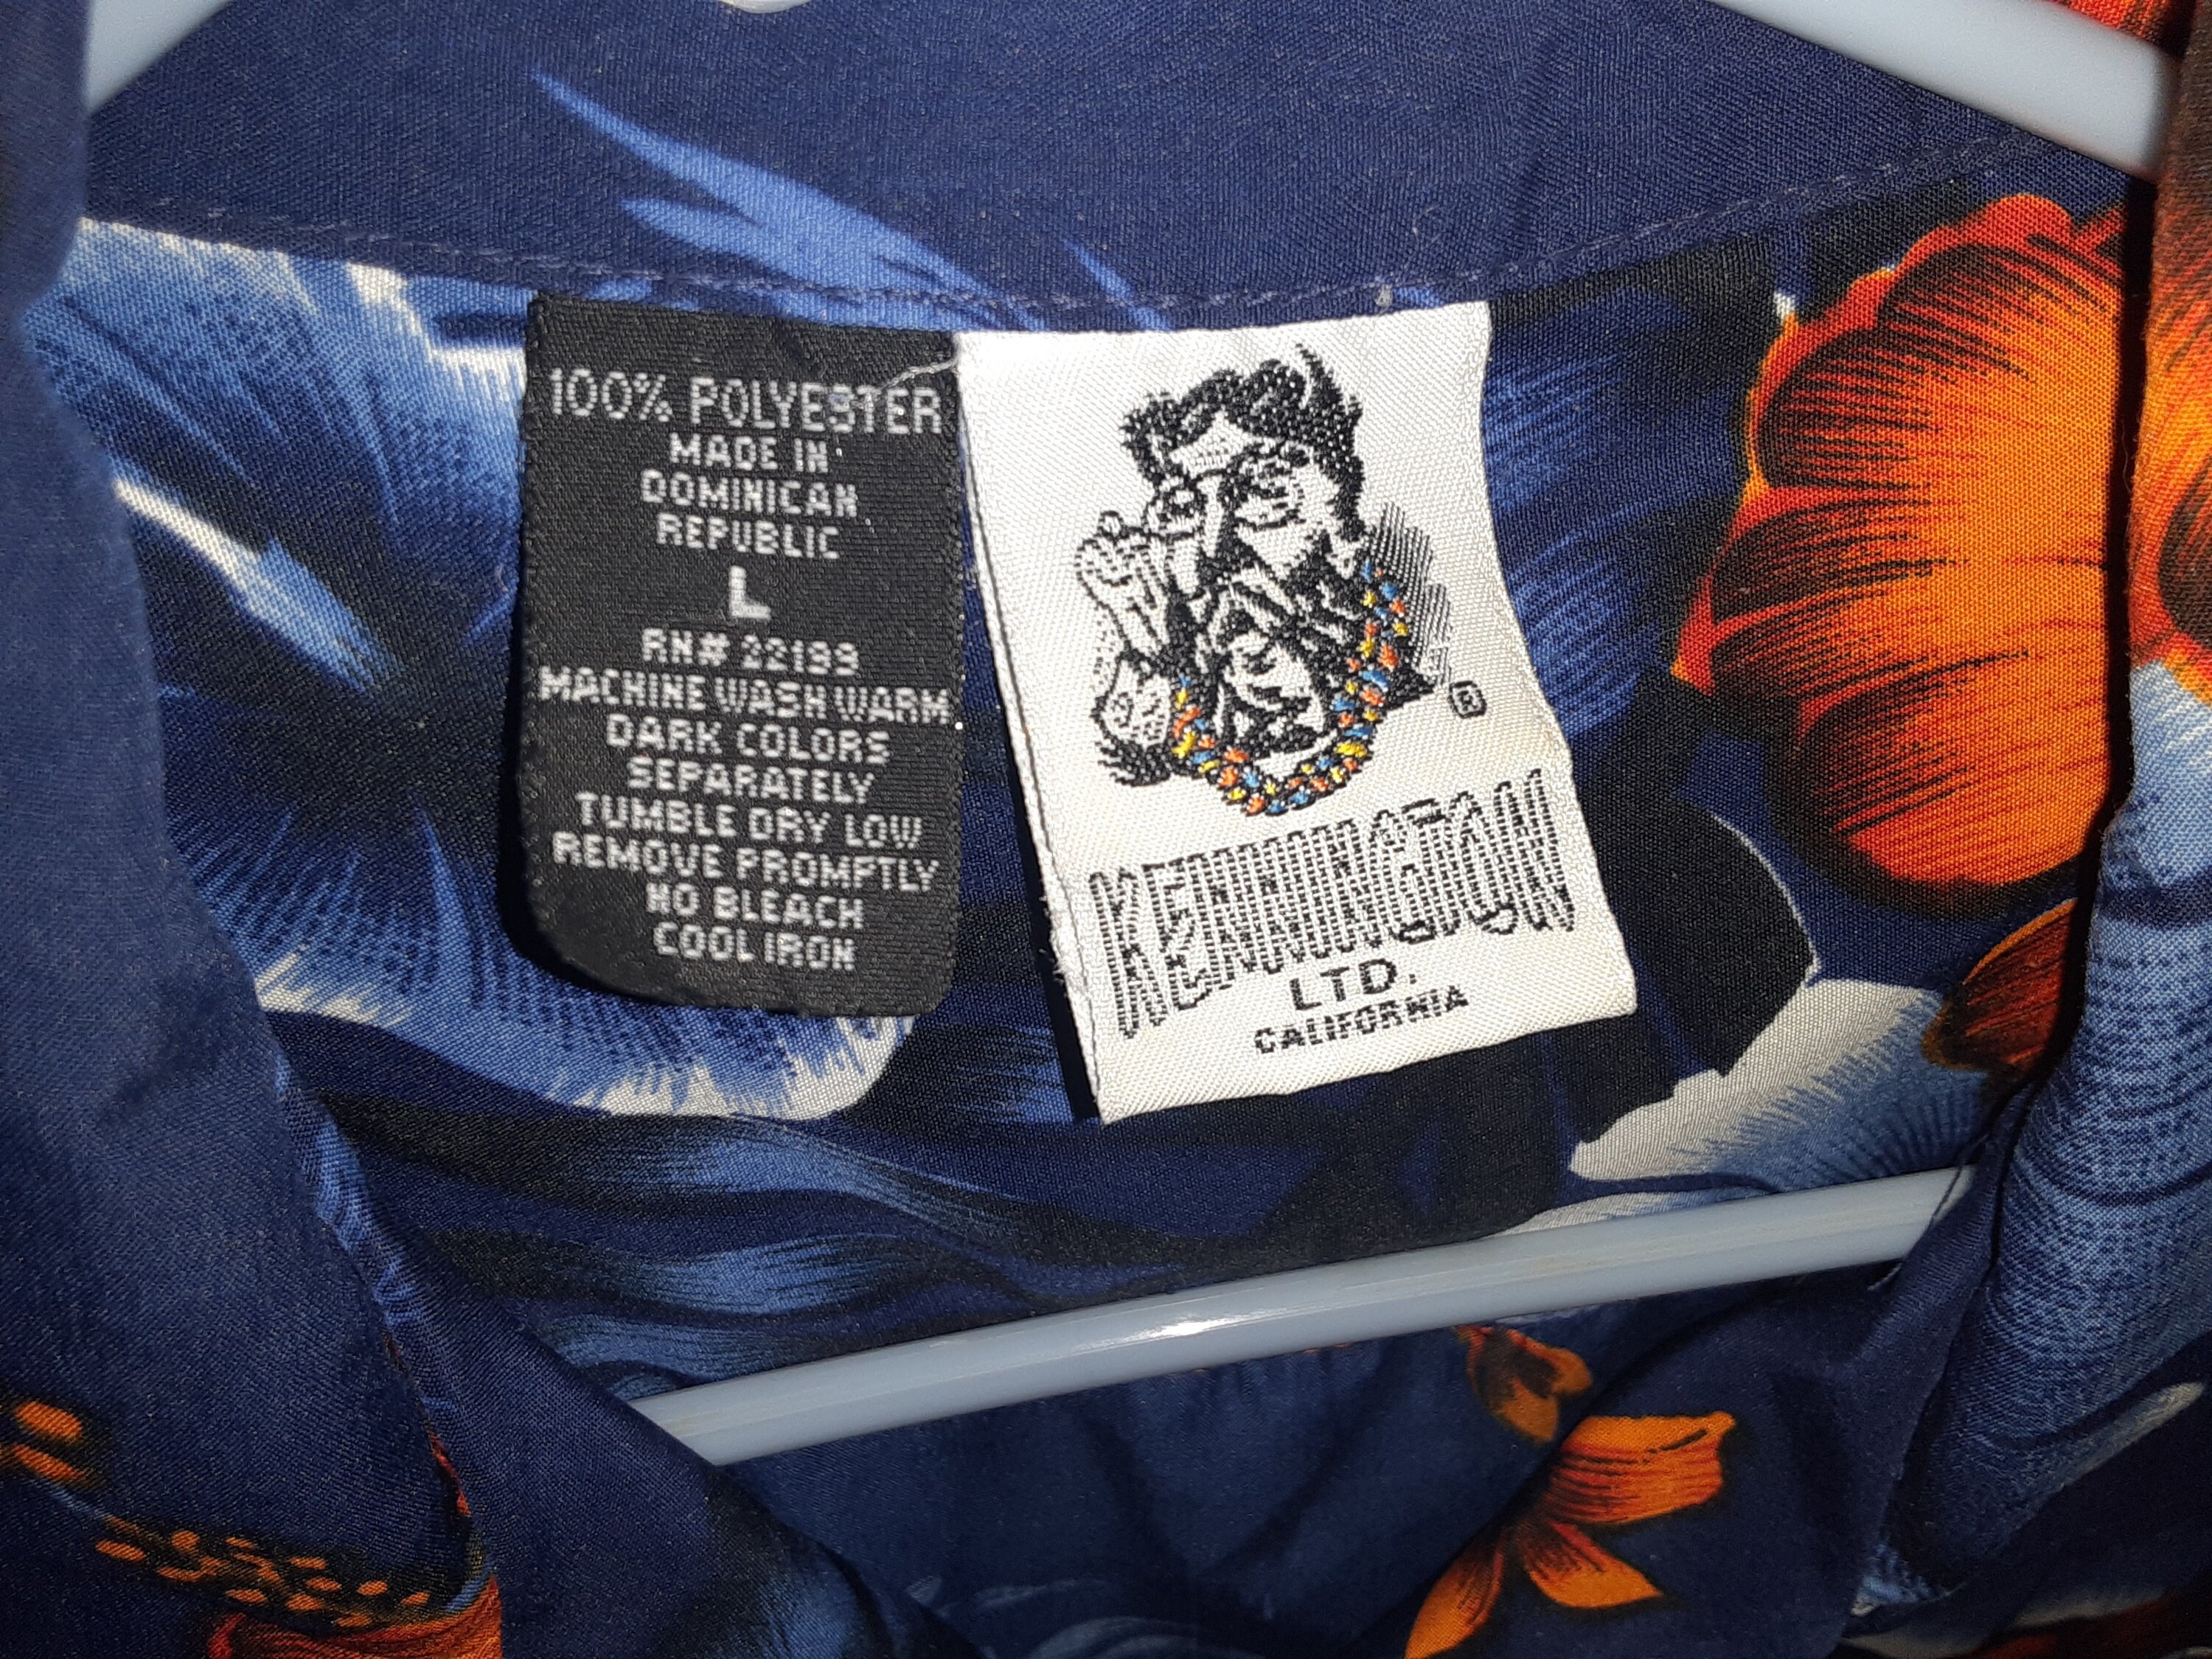 100% POLYESTER
MADE IN
DOMINICAN
REPUBLIC
L
RN# 22199
MACHINE WASH WARM
DARK COLORS
SEPARATELY
TUMBLE DRY LOW
REMOVE PROMPTLY
NO BLEACH
COOL IRON
®
KENNINGTON
LTD.
CALIFORNIA